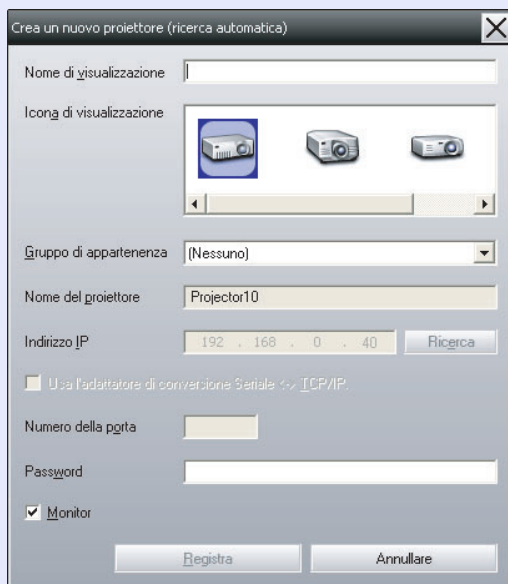 Crea un nuovo proiettore (ricerca automatica)
Nome di visualizzazione
Icona di visualizzazione
Gruppo di appartenenza (Nessuno)
Nome del proiettore Projector10
Indirizzo IP 192 . 168 . 0 . 40 Ricerca
Usa l'adattatore di conversione Seriale <-> TCP/IP.
Numero della porta
Password
Monitor
Registra Annullare